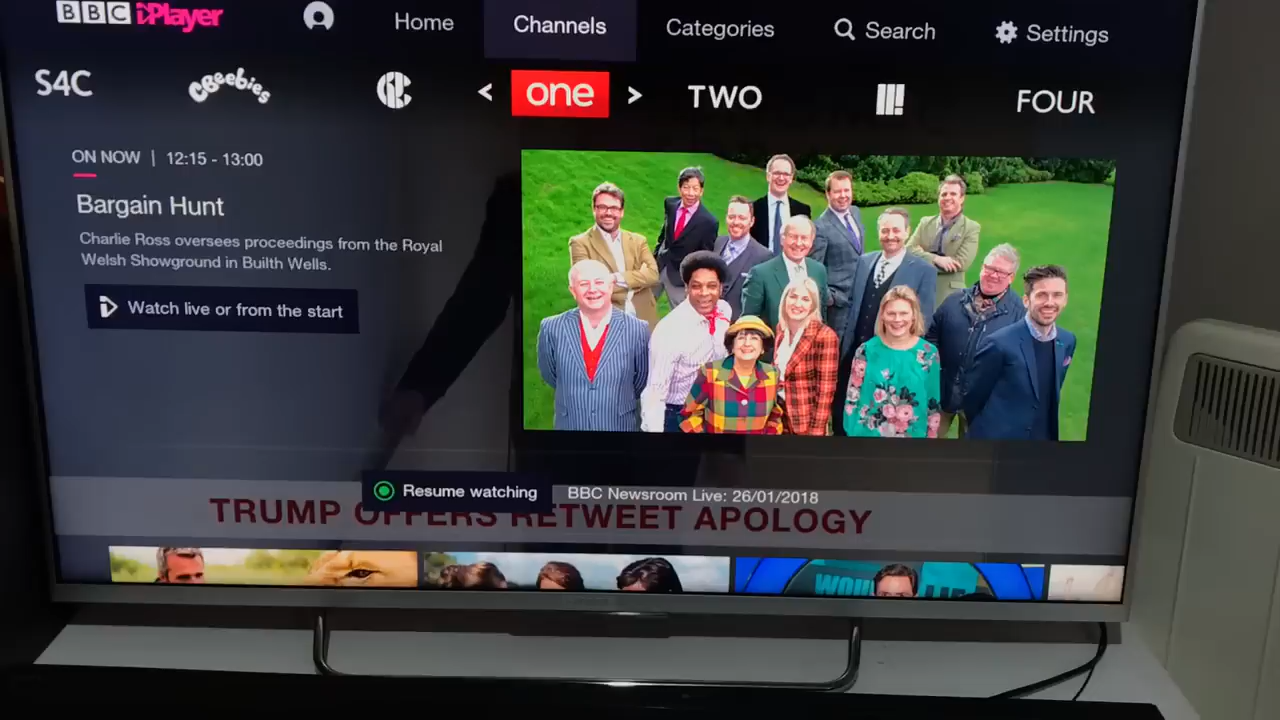 BBC iPlayer
Home
Channels
Categories
Search
Settings
S4C
CBeebies
< one >
TWO
FOUR
ON NOW | 12:15 - 13:00
Bargain Hunt
Charlie Ross oversees proceedings from the Royal
Welsh Showground in Builth Wells.
Watch live or from the start
Resume watching
BBC Newsroom Live: 26/01/2018
TRUMP OFFERS RETWEET APOLOGY